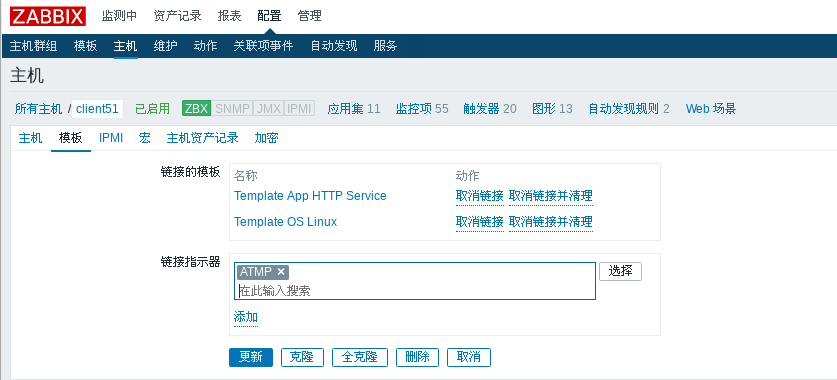 ZABBIX 监测中 资产记录 报表 配置 管理
主机群组 模板 主机 维护 动作 关联项事件 自动发现 服务
主机
所有主机 / client51 已启用 ZBX SNMP JMX IPMI 应用集 11 监控项 55 触发器 20 图形 13 自动发现规则 2 Web 场景
主机 模板 IPMI 宏 主机资产记录 加密
链接的模板 名称 动作
Template App HTTP Service 取消链接 取消链接并清理
Template OS Linux 取消链接 取消链接并清理
链接指示器 ATMP × 选择
在此输入搜索
添加
更新 克隆 全克隆 删除 取消